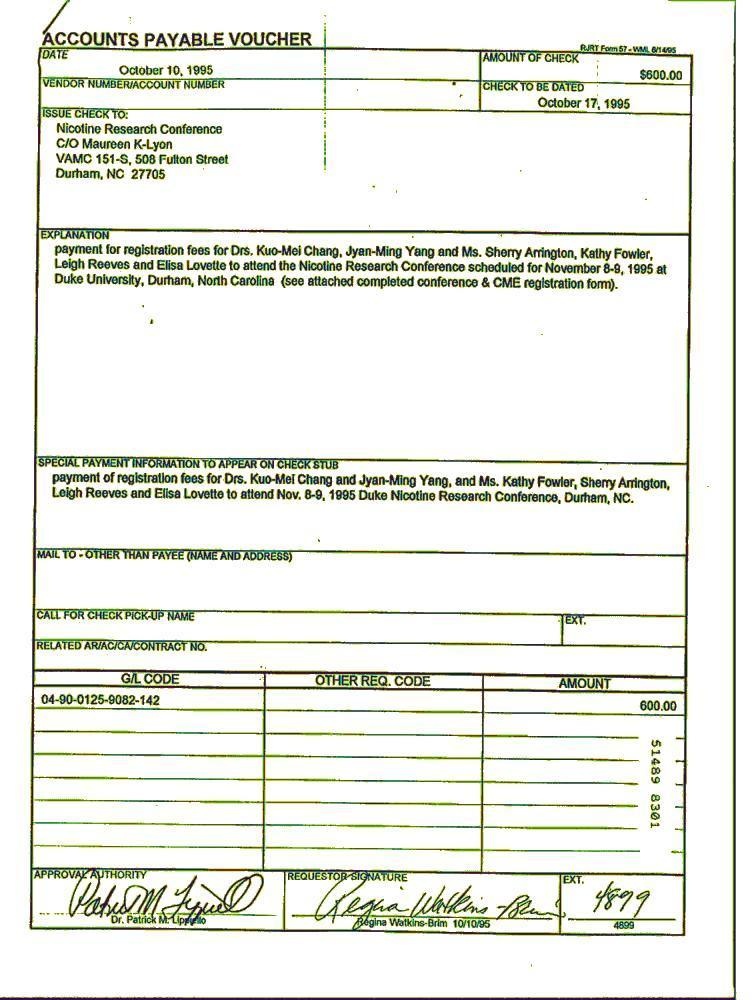 ACCOUNTS PAYABLE VOUCHER
RJRT Form 57 - WML 8/14/95
DATE
October 10, 1995
AMOUNT OF CHECK
$600.00
VENDOR NUMBER/ACCOUNT NUMBER
CHECK TO BE DATED
October 17, 1995
ISSUE CHECK TO:
Nicotine Research Conference
C/O Maureen K-Lyon
VAMC 151-S, 508 Fulton Street
Durham, NC 27705
EXPLANATION
payment for registration fees for Drs. Kuo-Mei Chang, Jyan-Ming Yang and Ms. Sherry Arrington, Kathy Fowler,
Leigh Reeves and Elisa Lovette to attend the Nicotine Research Conference scheduled for November 8-9, 1995 at
Duke University, Durham, North Carolina (see attached completed conference & CME registration form).
SPECIAL PAYMENT INFORMATION TO APPEAR ON CHECK STUB
payment of registration fees for Drs. Kuo-Mei Chang and Jyan-Ming Yang, and Ms. Kathy Fowler, Sherry Arrington,
Leigh Reeves and Elisa Lovette to attend Nov. 8-9, 1995 Duke Nicotine Research Conference, Durham, NC.
MAIL TO - OTHER THAN PAYEE (NAME AND ADDRESS)
CALL FOR CHECK PICK-UP NAME
EXT.
RELATED AR/AC/CA/CONTRACT NO.
G/L CODE OTHER REQ. CODE AMOUNT
04-90-0125-9082-142 600.00
51489 8301
APPROVAL AUTHORITY
REQUESTOR SIGNATURE
EXT.
Patrick M. Lippiello
Regina Watkins-Brim
4899
Dr. Patrick M. Lippiello
Regina Watkins-Brim 10/10/95
4899